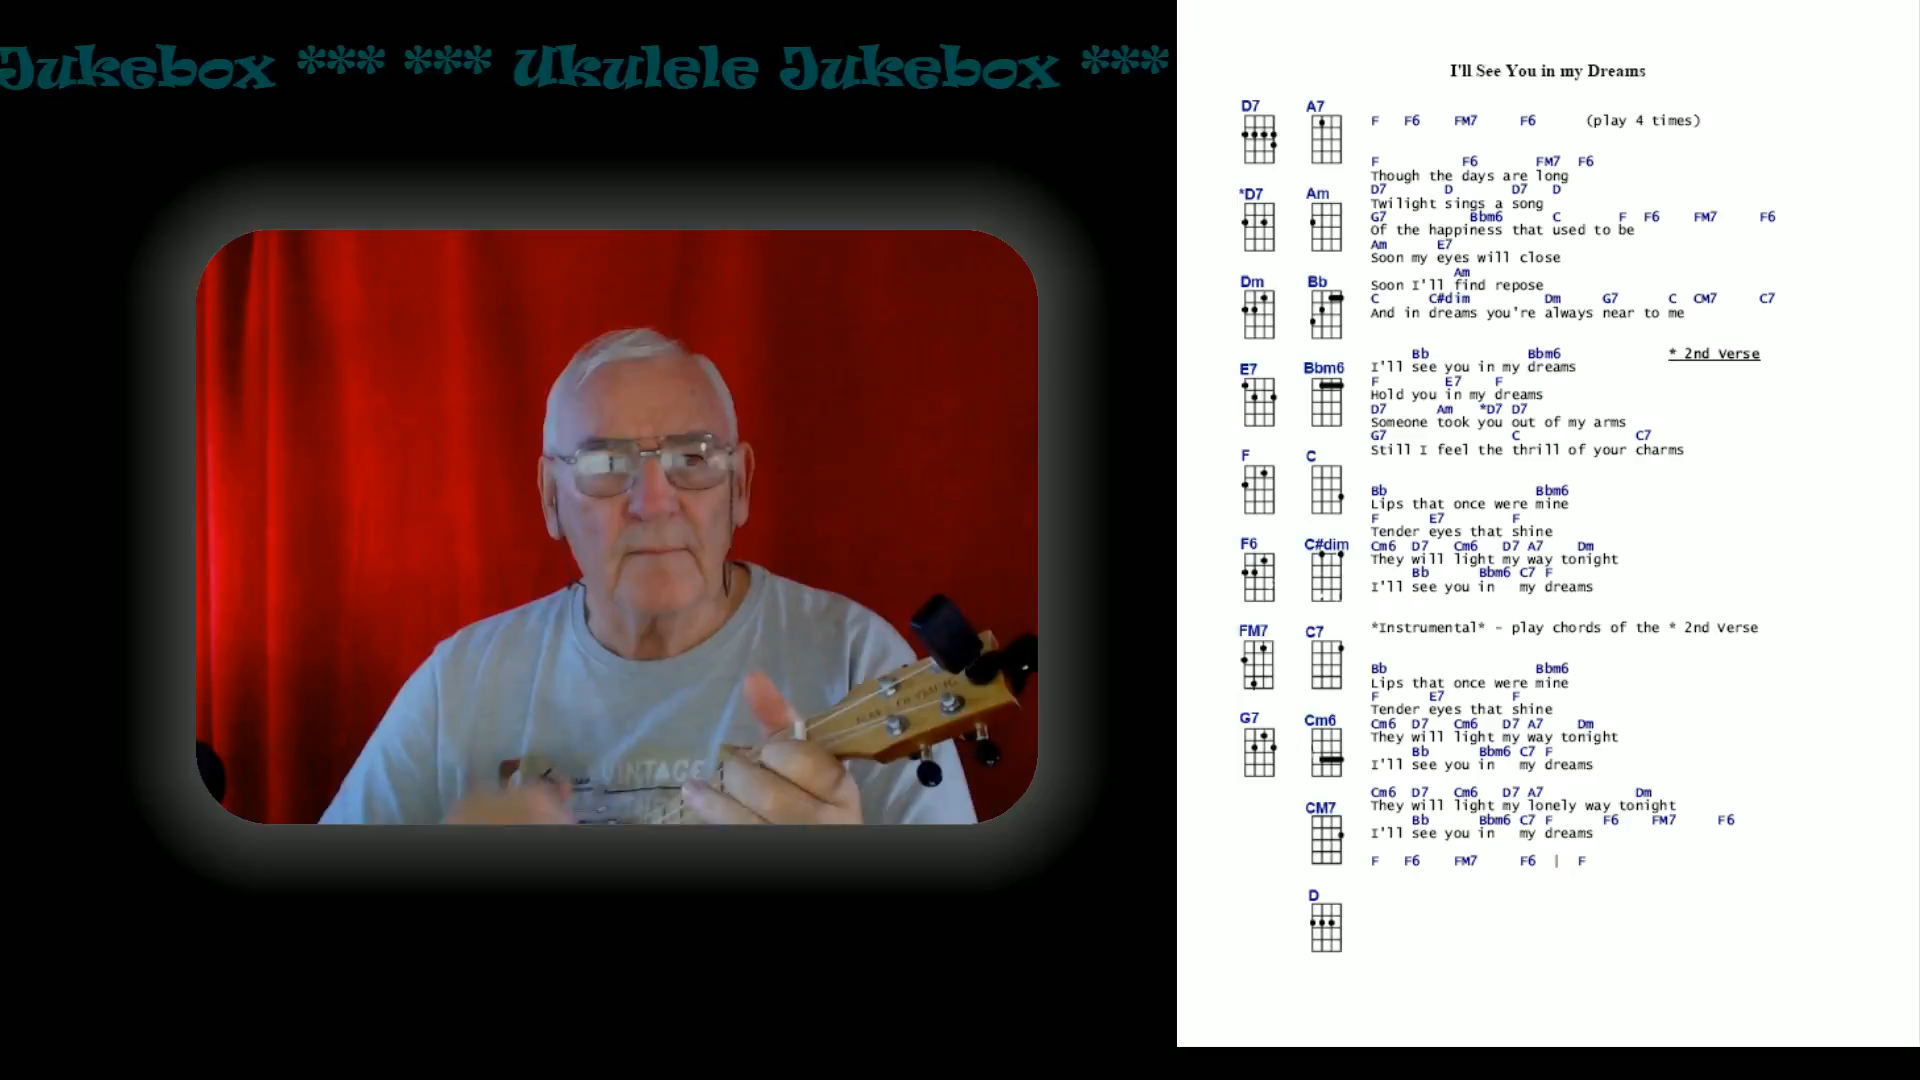 Jukebox *** *** Ukulele Jukebox ***
I'll See You in my Dreams
D7 A7
*D7 Am
Dm Bb
E7 Bbm6
F C
F6 C#dim
FM7 C7
G7 Cm6
CM7
D
F F6 FM7 F6 (play 4 times)
F F6 FM7 F6
Though the days are long
D7 D D7 D
Twilight sings a song
G7 Bbm6 C F F6 FM7 F6
Of the happiness that used to be
Am E7
Soon my eyes will close
Am
Soon I'll find repose
C C#dim Dm G7 C CM7 C7
And in dreams you're always near to me
* 2nd Verse
Bb Bbm6
I'll see you in my dreams
F E7 F
Hold you in my dreams
D7 Am *D7 D7
Someone took you out of my arms
G7 C C7
Still I feel the thrill of your charms
Bb Bbm6
Lips that once were mine
F E7 F
Tender eyes that shine
Cm6 D7 Cm6 D7 A7 Dm
They will light my way tonight
Bb Bbm6 C7 F
I'll see you in my dreams
*Instrumental* - play chords of the * 2nd Verse
Bb Bbm6
Lips that once were mine
F E7 F
Tender eyes that shine
Cm6 D7 Cm6 D7 A7 Dm
They will light my way tonight
Bb Bbm6 C7 F
I'll see you in my dreams
Cm6 D7 Cm6 D7 A7 Dm
They will light my lonely way tonight
Bb Bbm6 C7 F F6 FM7 F6
I'll see you in my dreams
F F6 FM7 F6 | F
VINTAGE